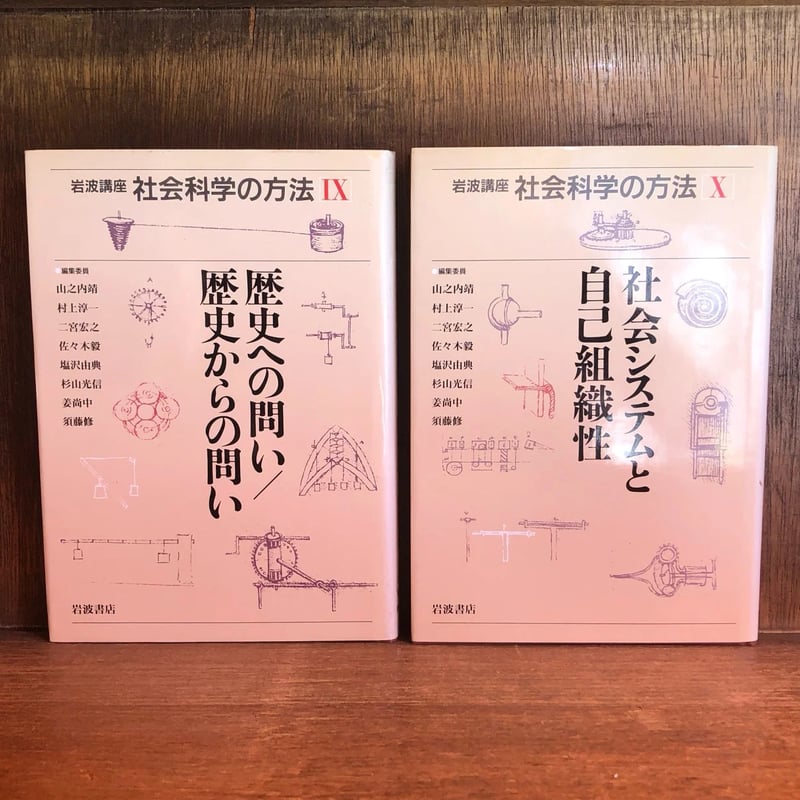 岩波講座 社会科学の方法 IX
編集委員
山之内靖
村上淳一
二宮宏之
佐々木毅
塩沢由典
杉山光信
姜尚中
須藤修
歴史への問い/
歴史からの問い
岩波書店
岩波講座 社会科学の方法 X
編集委員
山之内靖
村上淳一
二宮宏之
佐々木毅
塩沢由典
杉山光信
姜尚中
須藤修
社会システムと
自己組織性
岩波書店